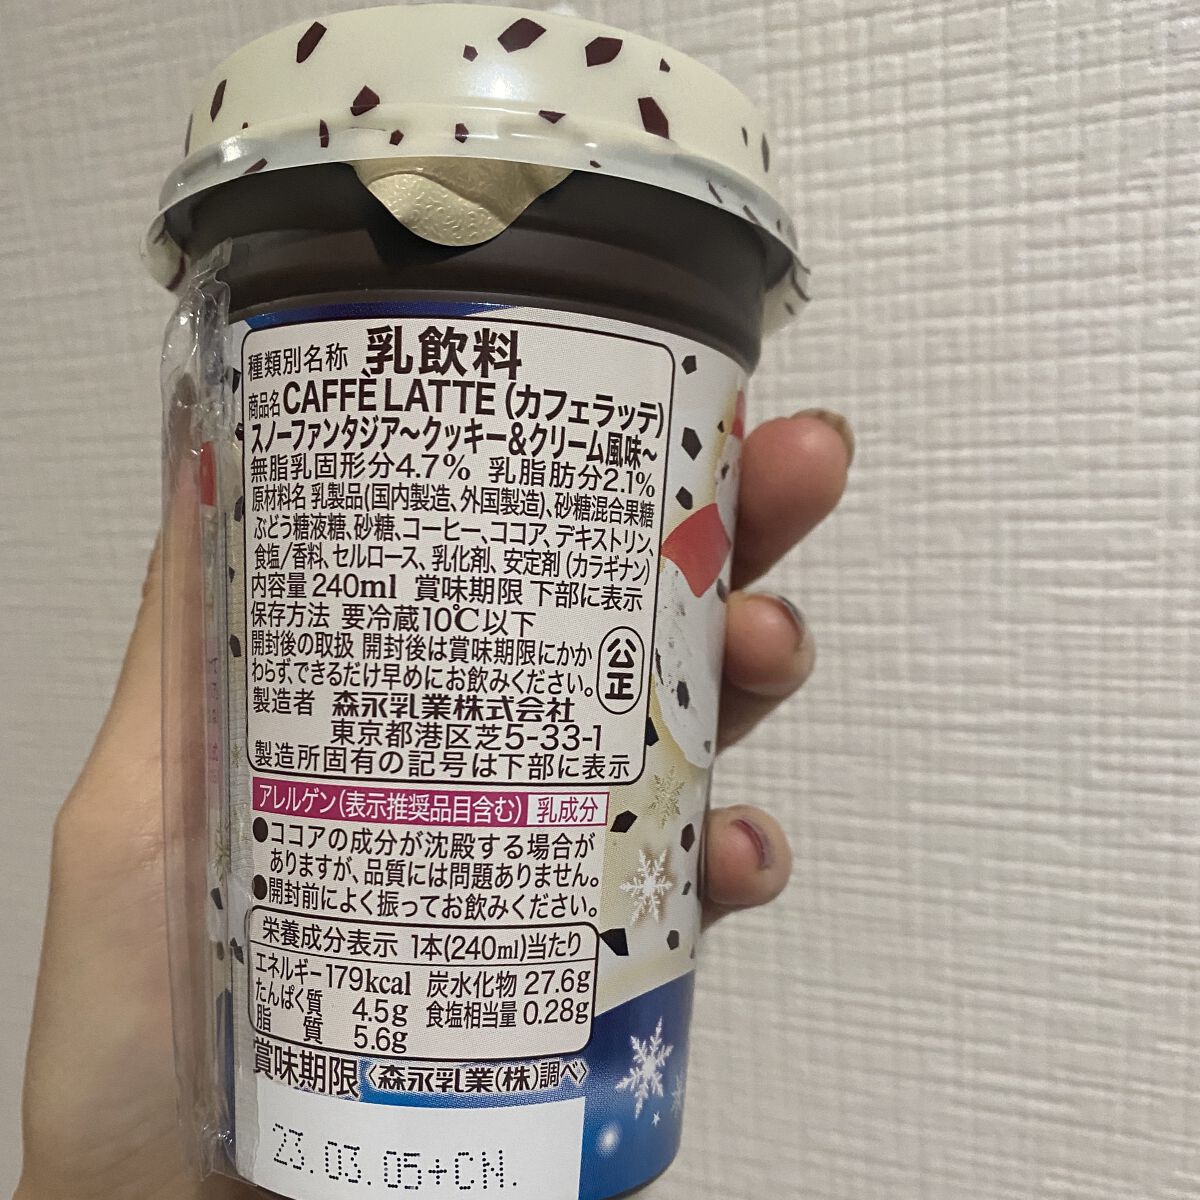 種類別名称 乳飲料
商品名 CAFFÈ LATTE (カフェラッテ)
スノーファンタジア～クッキー&クリーム風味～
無脂乳固形分4.7% 乳脂肪分2.1%
原材料名 乳製品(国内製造、外国製造)、砂糖混合果糖
ぶどう糖液糖、砂糖、コーヒー、ココア、デキストリン、
食塩/香料、セルロース、乳化剤、安定剤(カラギナン)
内容量 240ml 賞味期限 下部に表示
保存方法 要冷蔵10℃以下
開封後の取扱 開封後は賞味期限にかか
わらず、できるだけ早めにお飲みください。
公正
製造者 森永乳業株式会社
東京都港区芝5-33-1
製造所固有の記号は下部に表示
アレルゲン(表示推奨品目含む) 乳成分
●ココアの成分が沈殿する場合が
ありますが、品質には問題ありません。
●開封前によく振ってお飲みください。
栄養成分表示 1本(240ml)当たり
エネルギー 179kcal 炭水化物 27.6g
たんぱく質 4.5g 食塩相当量 0.28g
脂質 5.6g
賞味期限 〈森永乳業(株)調べ〉
23.03.05+CN.